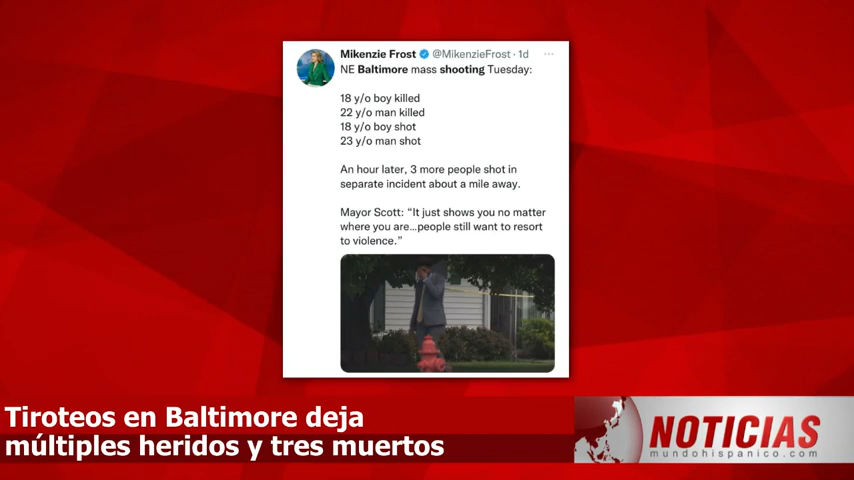 Mikenzie Frost @MikenzieFrost · 1d ...
NE Baltimore mass shooting Tuesday:
18 y/o boy killed
22 y/o man killed
18 y/o boy shot
23 y/o man shot
An hour later, 3 more people shot in
separate incident about a mile away.
Mayor Scott: “It just shows you no matter
where you are...people still want to resort
to violence.”
Tiroteos en Baltimore deja
múltiples heridos y tres muertos
NOTICIAS
mundohispanico.com